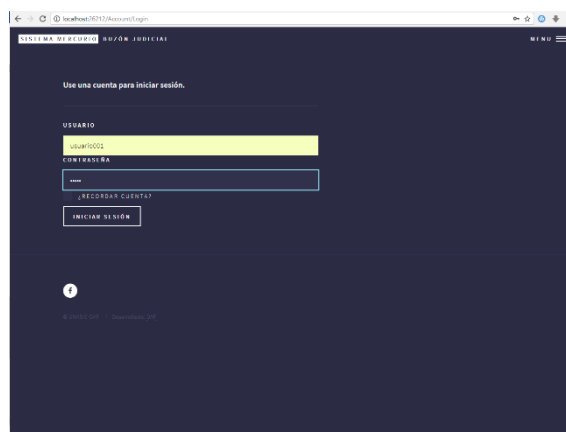 localhost:26212/Account/Login
SISTEMA MERCURIO BUZÓN JUDICIAL
MENU
Use una cuenta para iniciar sesión.
USUARIO
usuario001
CONTRASEÑA
•••••
¿RECORDAR CUENTA?
INICIAR SESIÓN